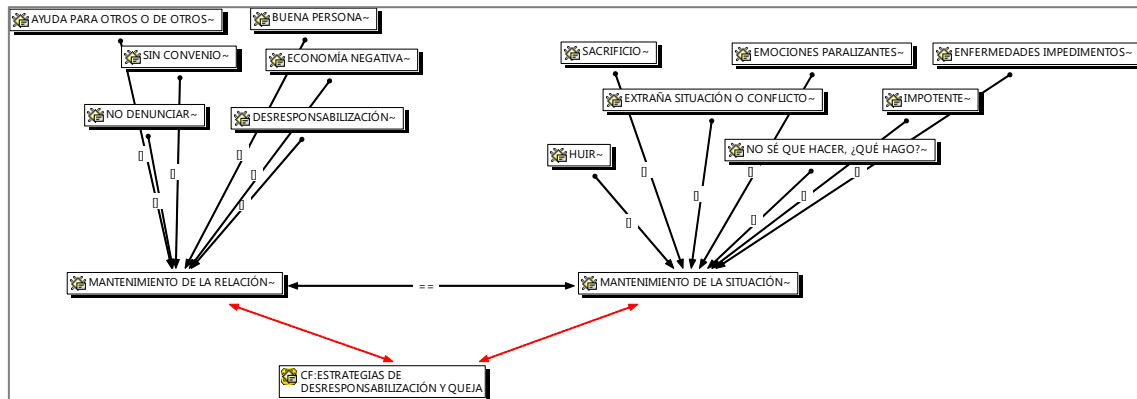 AYUDA PARA OTROS O DE OTROS~
BUENA PERSONA~
SIN CONVENIO~
ECONOMÍA NEGATIVA~
NO DENUNCIAR~
DESRESPONSABILIZACIÓN~
SACRIFICIO~
EMOCIONES PARALIZANTES~
ENFERMEDADES IMPEDIMENTOS~
EXTRAÑA SITUACIÓN O CONFLICTO~
IMPOTENTE~
HUIR~
NO SÉ QUE HACER, ¿QUÉ HAGO?~
[]
[]
[]
[]
[]
[]
[]
[]
[]
[]
[]
[]
[]
MANTENIMIENTO DE LA RELACIÓN~
==
MANTENIMIENTO DE LA SITUACIÓN~
CF:ESTRATEGIAS DE
DESRESPONSABILIZACIÓN Y QUEJA